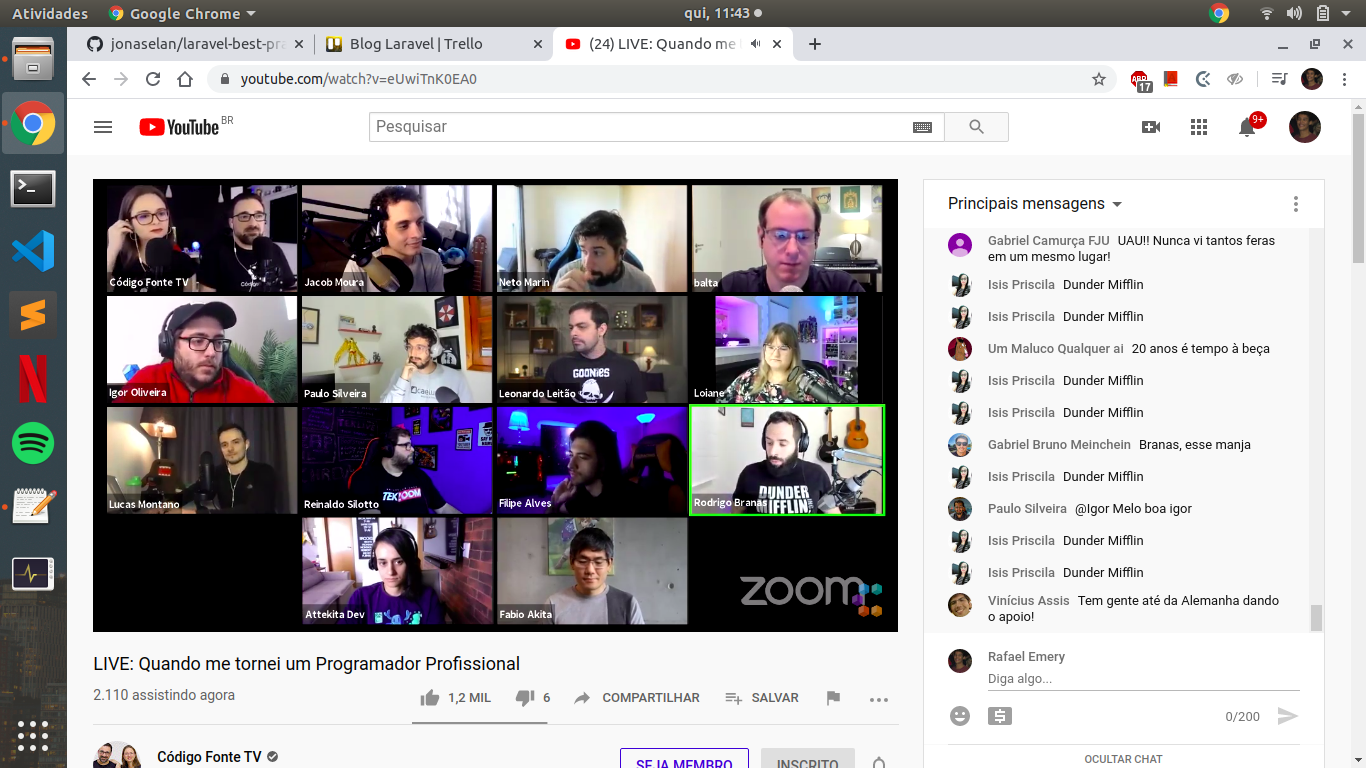 Atividades
Google Chrome
qui, 11:43
jonaselan/laravel-best-pra
Blog Laravel | Trello
(24) LIVE: Quando me
youtube.com/watch?v=eUwiTnK0EA0
17
YouTube BR
Pesquisar
9+
Código Fonte TV
Jacob Moura
Neto Marin
balta
Igor Oliveira
Paulo Silveira
GOONIES
Leonardo Leitão
Loiane
Lucas Montano
TEKZOOM
Reinaldo Silotto
Filipe Alves
DUNDER
MIFFLIN
Rodrigo Branas
Attekita Dev
Fabio Akita
zoom
LIVE: Quando me tornei um Programador Profissional
2.110 assistindo agora
1,2 MIL
6
COMPARTILHAR
SALVAR
Código Fonte TV
SEJA MEMBRO
INSCRITO
Principais mensagens
Gabriel Camurça FJU UAU!! Nunca vi tantos feras
em um mesmo lugar!
Isis Priscila Dunder Mifflin
Isis Priscila Dunder Mifflin
Um Maluco Qualquer ai 20 anos é tempo à beça
Isis Priscila Dunder Mifflin
Isis Priscila Dunder Mifflin
Gabriel Bruno Meinchein Branas, esse manja
Isis Priscila Dunder Mifflin
Paulo Silveira @Igor Melo boa igor
Isis Priscila Dunder Mifflin
Isis Priscila Dunder Mifflin
Vinícius Assis Tem gente até da Alemanha dando
o apoio!
Rafael Emery
Diga algo...
0/200
OCULTAR CHAT